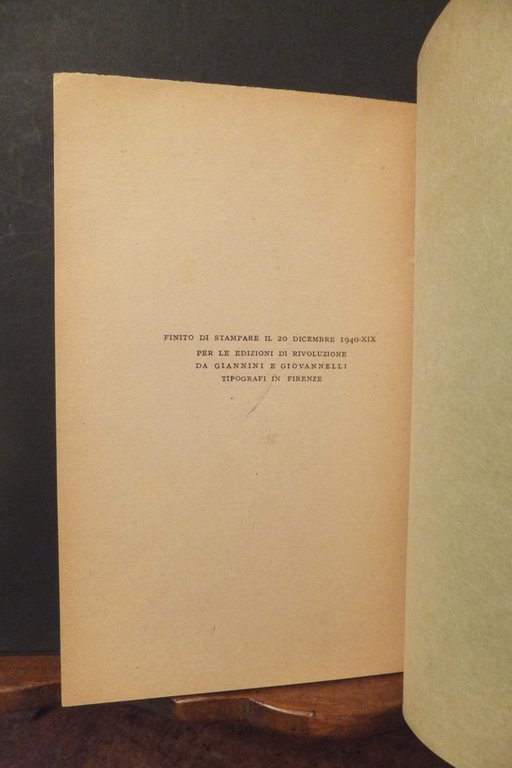 FINITO DI STAMPARE IL 20 DICEMBRE 1940-XIX
PER LE EDIZIONI DI RIVOLUZIONE
DA GIANNINI E GIOVANNELLI
TIPOGRAFI IN FIRENZE